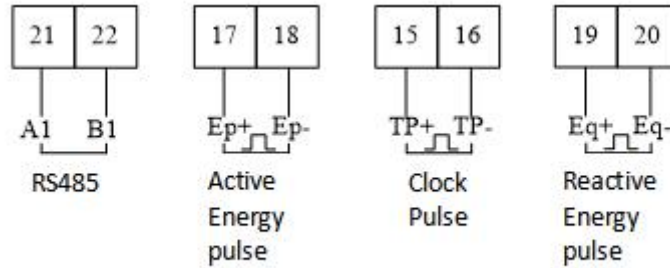 21 22 17 18 15 16 19 20
A1 B1 Ep+ Ep- TP+ TP- Eq+ Eq-
RS485 Active Clock Reactive
Energy Pulse Energy
pulse pulse